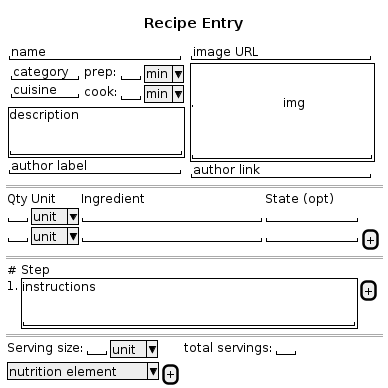 Recipe Entry
name
image URL
category prep: min ▼
cuisine cook: min ▼
img
description
author label
author link
Qty Unit Ingredient State (opt)
unit ▼
unit ▼ +
# Step
1. instructions +
Serving size: unit ▼ total servings:
nutrition element ▼ +